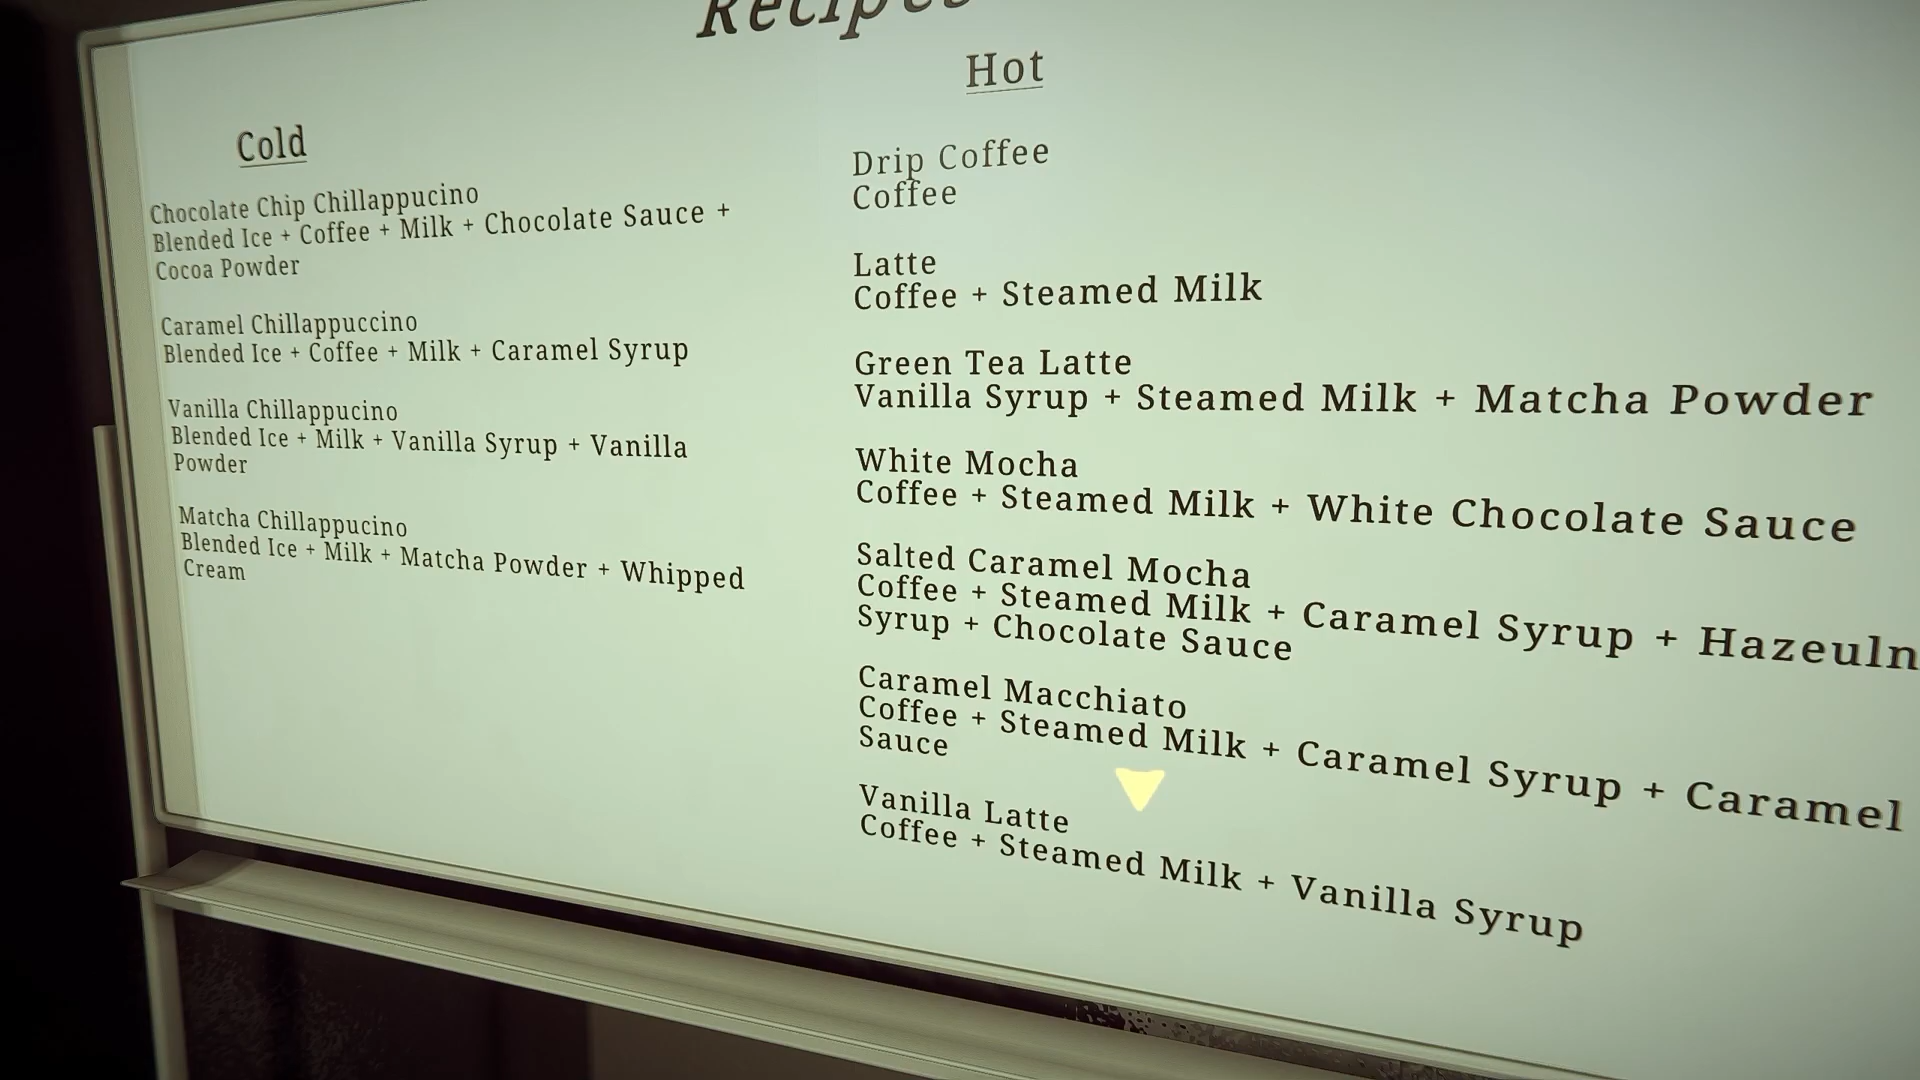 Recipes
Cold
Chocolate Chip Chillappucino
Blended Ice + Coffee + Milk + Chocolate Sauce +
Cocoa Powder
Caramel Chillappuccino
Blended Ice + Coffee + Milk + Caramel Syrup
Vanilla Chillappucino
Blended Ice + Milk + Vanilla Syrup + Vanilla
Powder
Matcha Chillappucino
Blended Ice + Milk + Matcha Powder + Whipped
Cream
Hot
Drip Coffee
Coffee
Latte
Coffee + Steamed Milk
Green Tea Latte
Vanilla Syrup + Steamed Milk + Matcha Powder
White Mocha
Coffee + Steamed Milk + White Chocolate Sauce
Salted Caramel Mocha
Coffee + Steamed Milk + Caramel Syrup + Hazeuln
Syrup + Chocolate Sauce
Caramel Macchiato
Coffee + Steamed Milk + Caramel Syrup + Caramel
Sauce
Vanilla Latte
Coffee + Steamed Milk + Vanilla Syrup